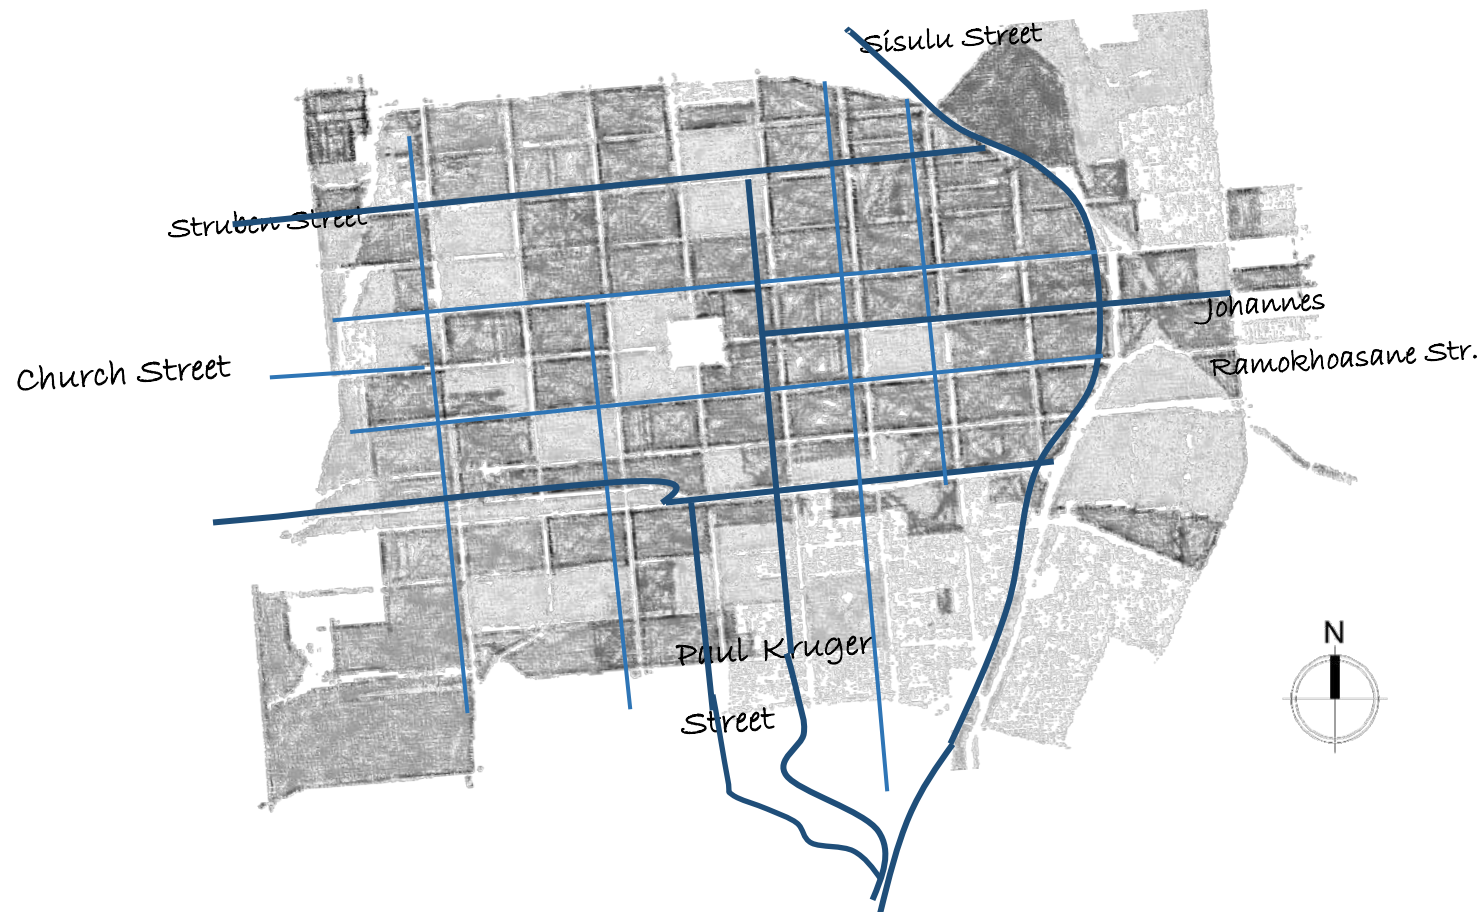 Sisulu Street
Struben Street
Johannes
Ramokhoasane Str.
Church Street
Paul Kruger
Street
N